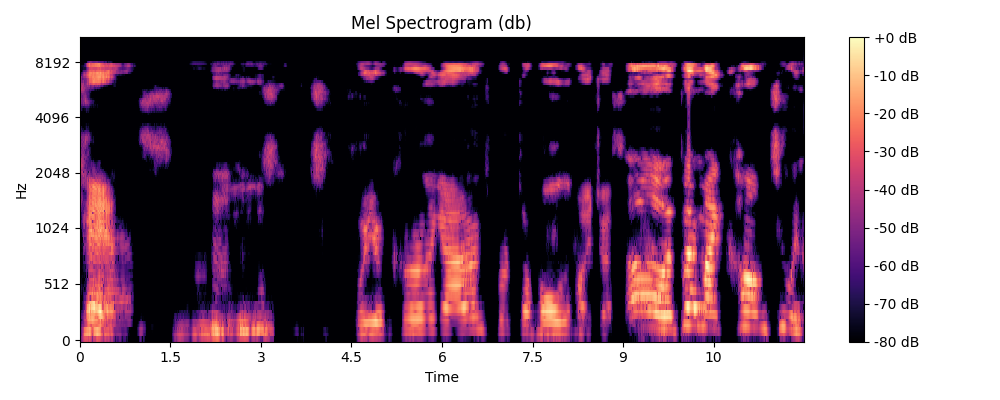 Mel Spectrogram (db)
Hz
8192
4096
2048
1024
512
0
0 1.5 3 4.5 6 7.5 9 10
Time
+0 dB
-10 dB
-20 dB
-30 dB
-40 dB
-50 dB
-60 dB
-70 dB
-80 dB